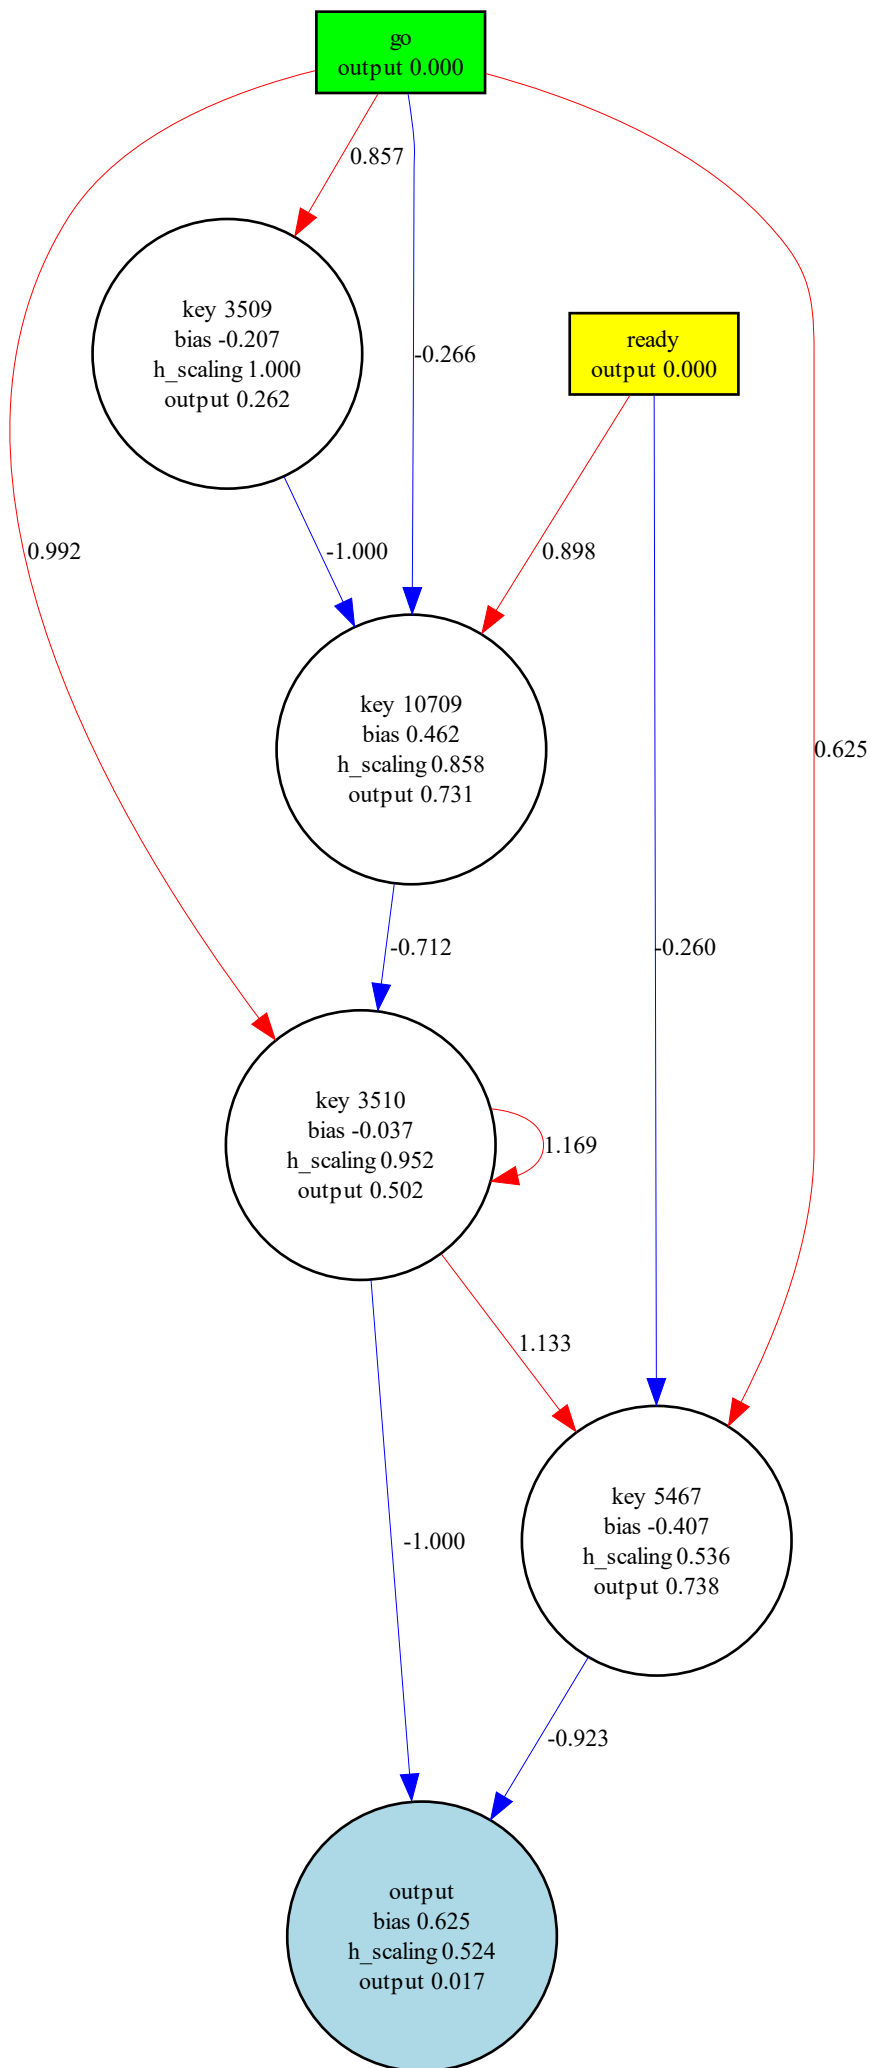 go
output 0.000
0.857
key 3509
bias -0.207
h_scaling 1.000
output 0.262
-0.266
ready
output 0.000
0.992
-1.000
0.898
key 10709
bias 0.462
h_scaling 0.858
output 0.731
0.625
-0.712
-0.260
key 3510
bias -0.037
h_scaling 0.952
output 0.502
1.169
1.133
key 5467
bias -0.407
h_scaling 0.536
output 0.738
-1.000
-0.923
output
bias 0.625
h_scaling 0.524
output 0.017